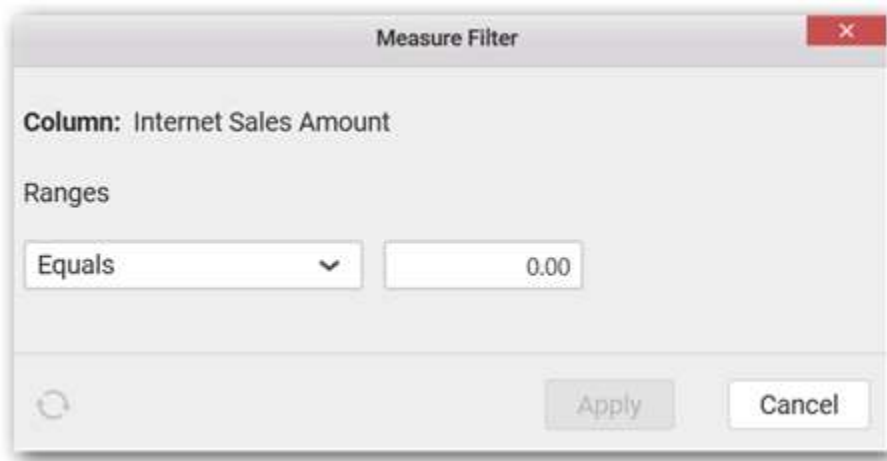 Measure Filter
Column: Internet Sales Amount
Ranges
Equals 0.00
Apply Cancel